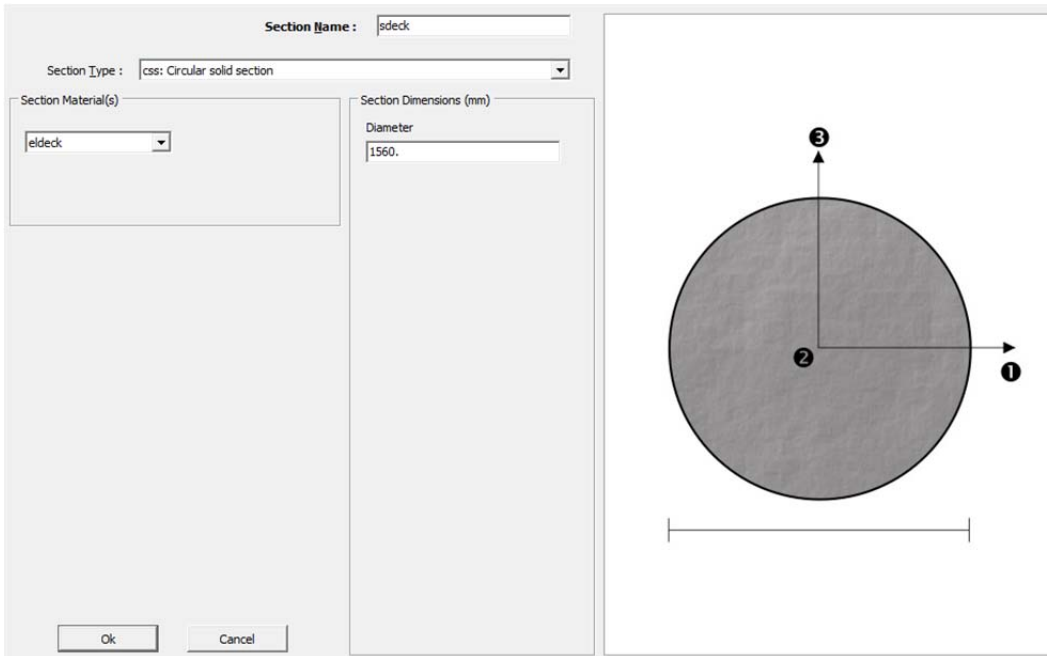 Section Name : sdeck
Section Type : css: Circular solid section
Section Material(s)
eldeck
Section Dimensions (mm)
Diameter
1560.
Ok Cancel
3
2
1